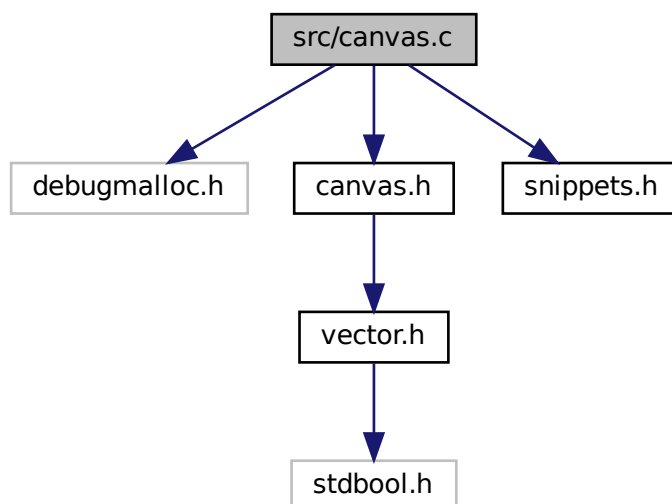 src/canvas.c
debugmalloc.h
canvas.h
snippets.h
vector.h
stdbool.h